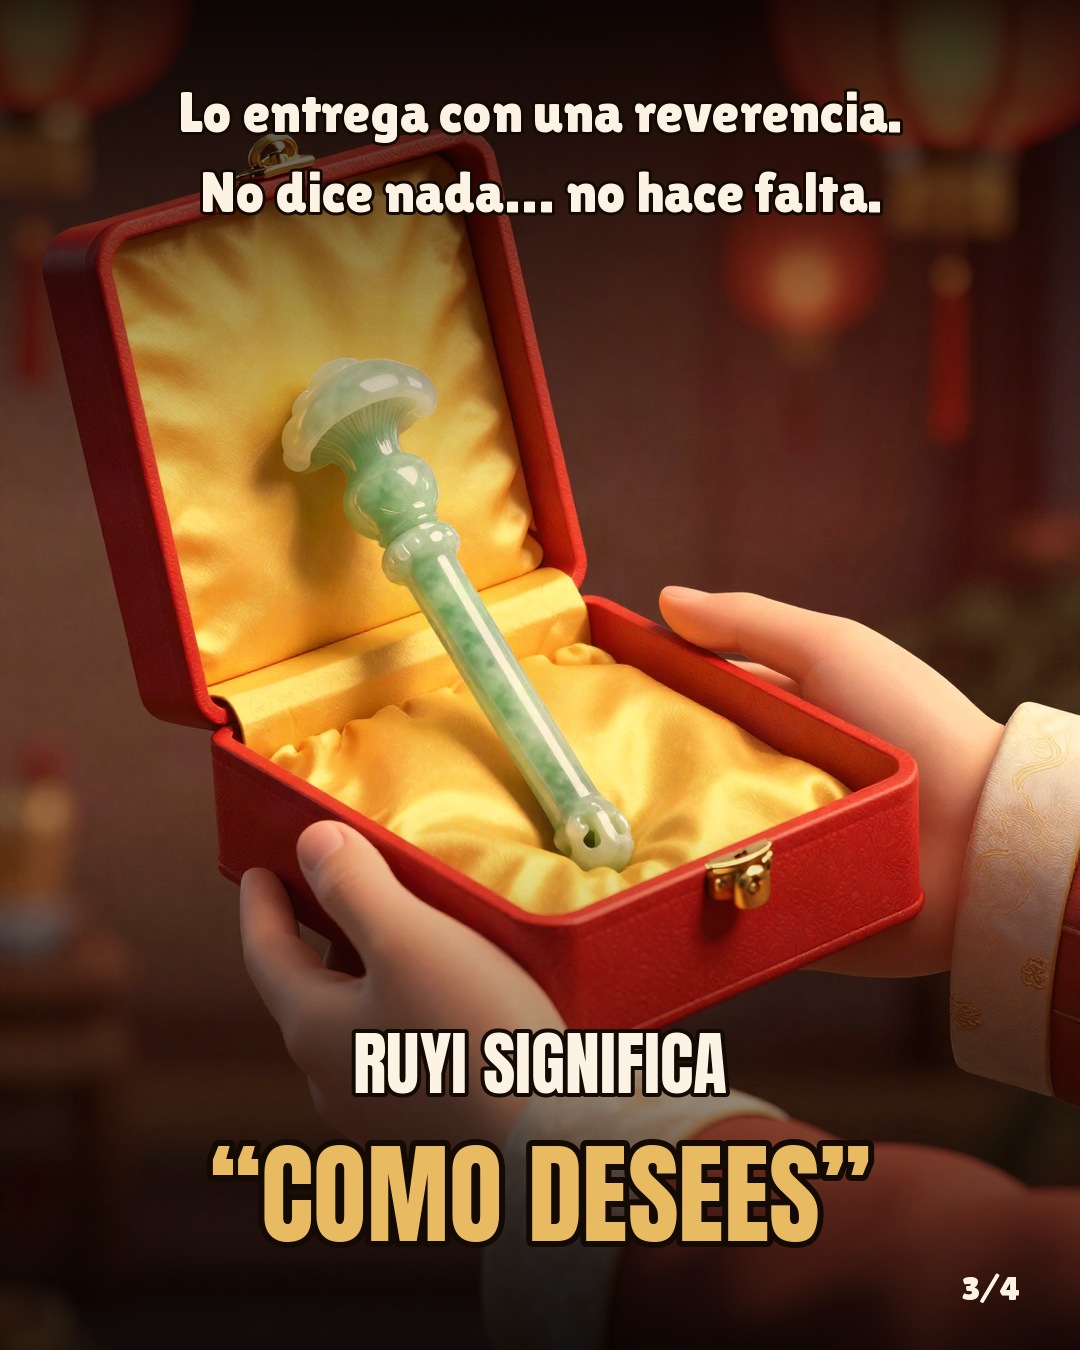 Lo entrega con una reverencia.
No dice nada... no hace falta.
RUYI SIGNIFICA
“COMO DESEES”
3/4